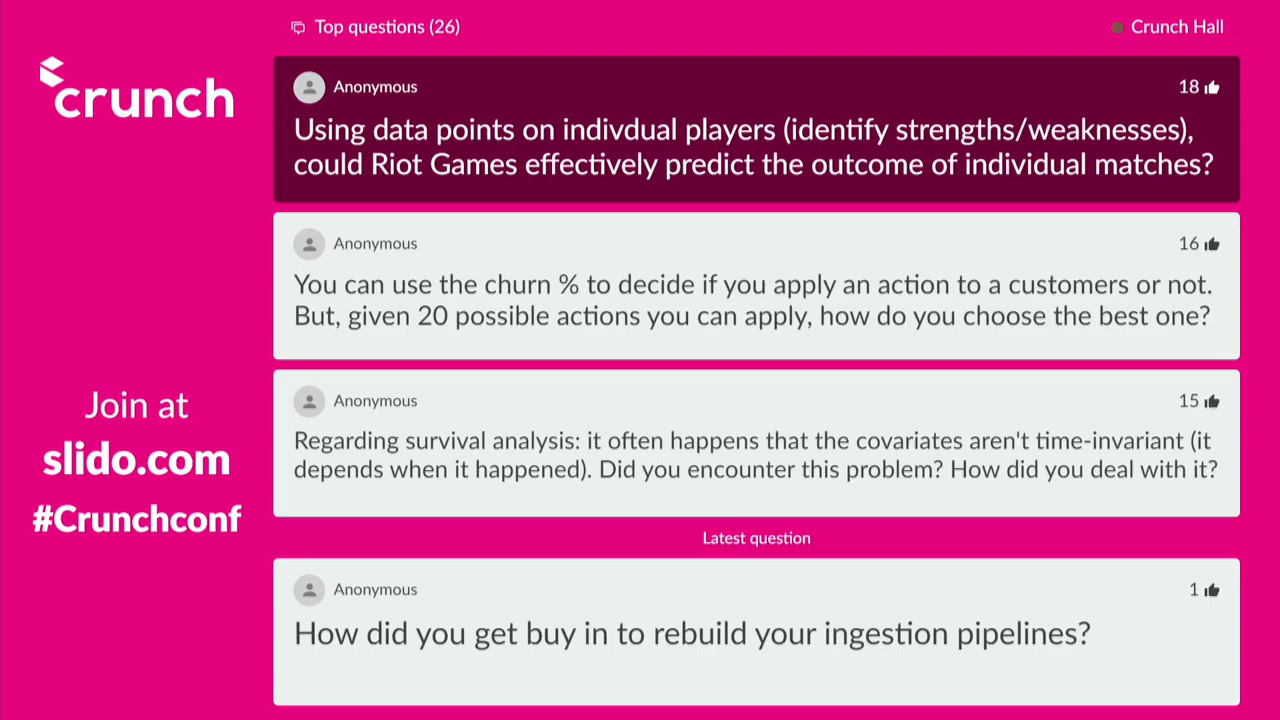 crunch
Join at
slido.com
#Crunchconf
Top questions (26)
Crunch Hall
Anonymous
18
Using data points on indivdual players (identify strengths/weaknesses),
could Riot Games effectively predict the outcome of individual matches?
Anonymous
16
You can use the churn % to decide if you apply an action to a customers or not.
But, given 20 possible actions you can apply, how do you choose the best one?
Anonymous
15
Regarding survival analysis: it often happens that the covariates aren't time-invariant (it
depends when it happened). Did you encounter this problem? How did you deal with it?
Latest question
Anonymous
1
How did you get buy in to rebuild your ingestion pipelines?